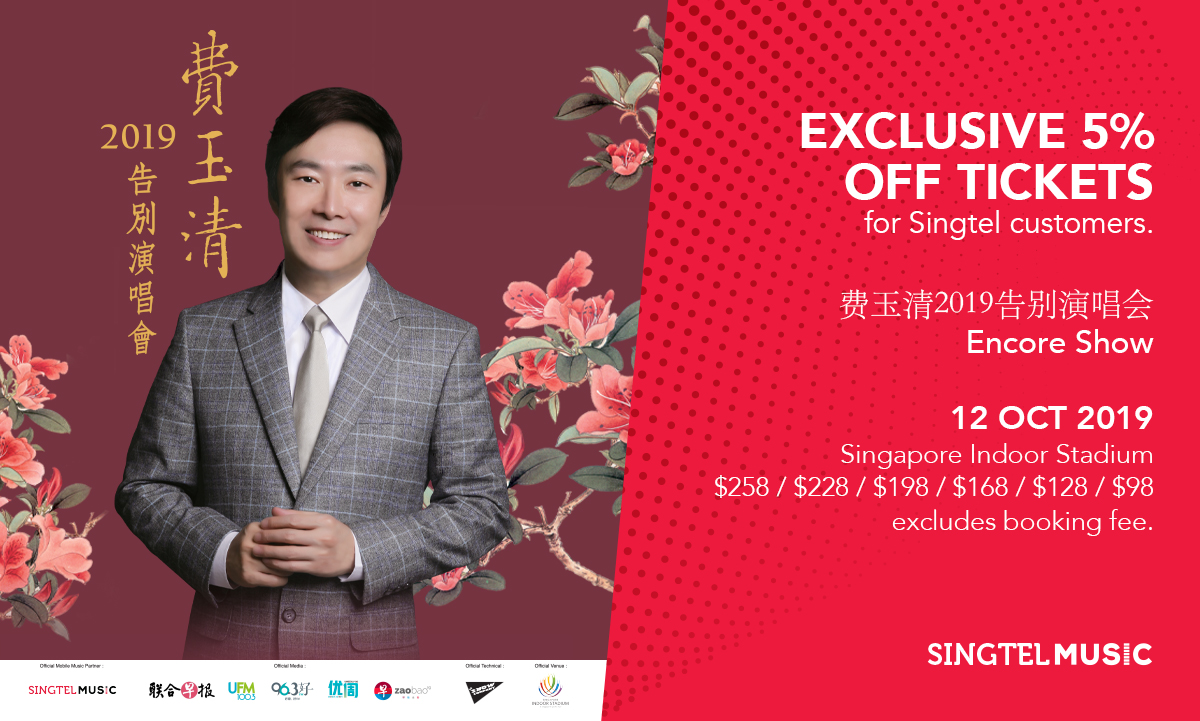 費玉清
2019
告別演唱會
EXCLUSIVE 5%
OFF TICKETS
for Singtel customers.
费玉清2019告别演唱会
Encore Show
12 OCT 2019
Singapore Indoor Stadium
$258 / $228 / $198 / $168 / $128 / $98
excludes booking fee.
SINGTEL MUSIC
Official Mobile Music Partner :
SINGTEL MUSIC
Official Media :
联合早报
UFM
100.3
96.3好
优周
早 zaobao
Official Technical :
Official Venue :
INDOOR STADIUM